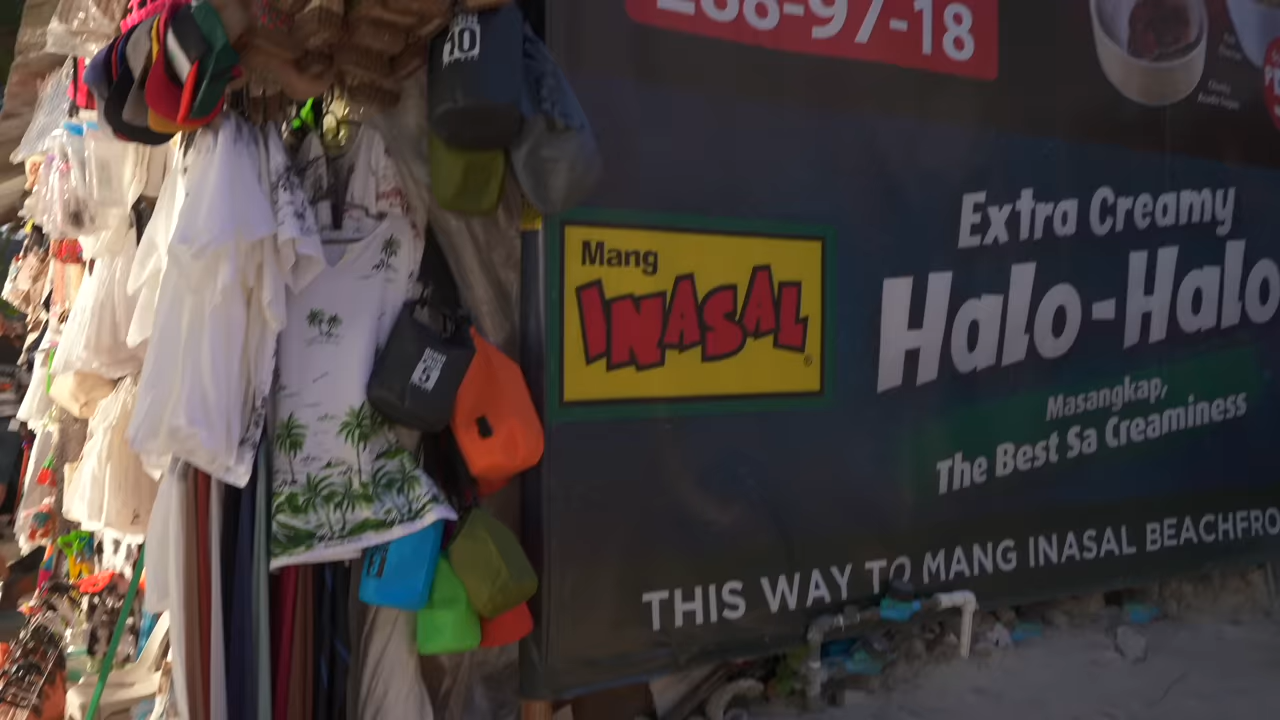 288-97-18
10
Mang
INASAL
®
Extra Creamy
Halo-Halo
Masangkap,
The Best Sa Creaminess
THIS WAY TO MANG INASAL BEACHFRO
5